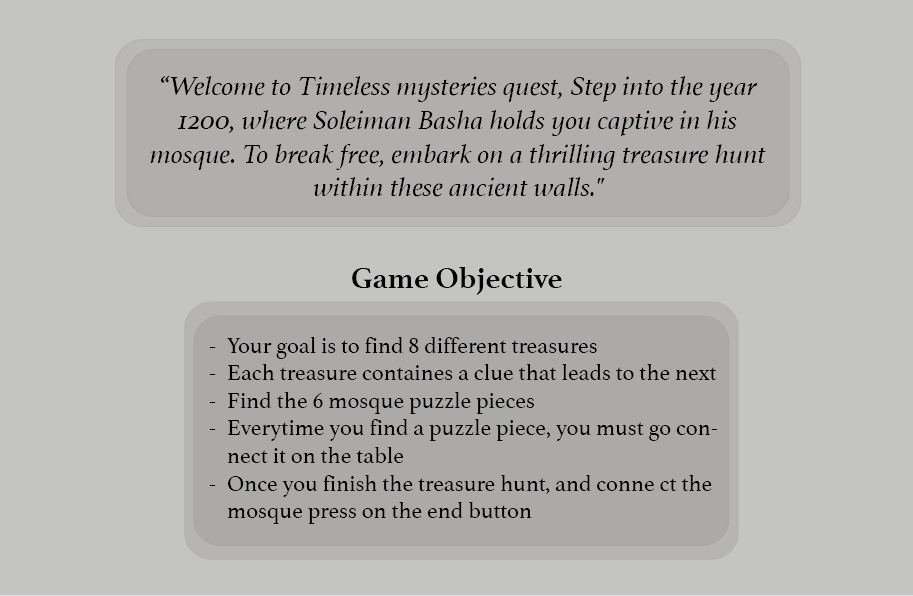 “Welcome to Timeless mysteries quest, Step into the year
1200, where Soleiman Basha holds you captive in his
mosque. To break free, embark on a thrilling treasure hunt
within these ancient walls."
Game Objective
- Your goal is to find 8 different treasures
- Each treasure containes a clue that leads to the next
- Find the 6 mosque puzzle pieces
- Everytime you find a puzzle piece, you must go con-
nect it on the table
- Once you finish the treasure hunt, and conne ct the
mosque press on the end button